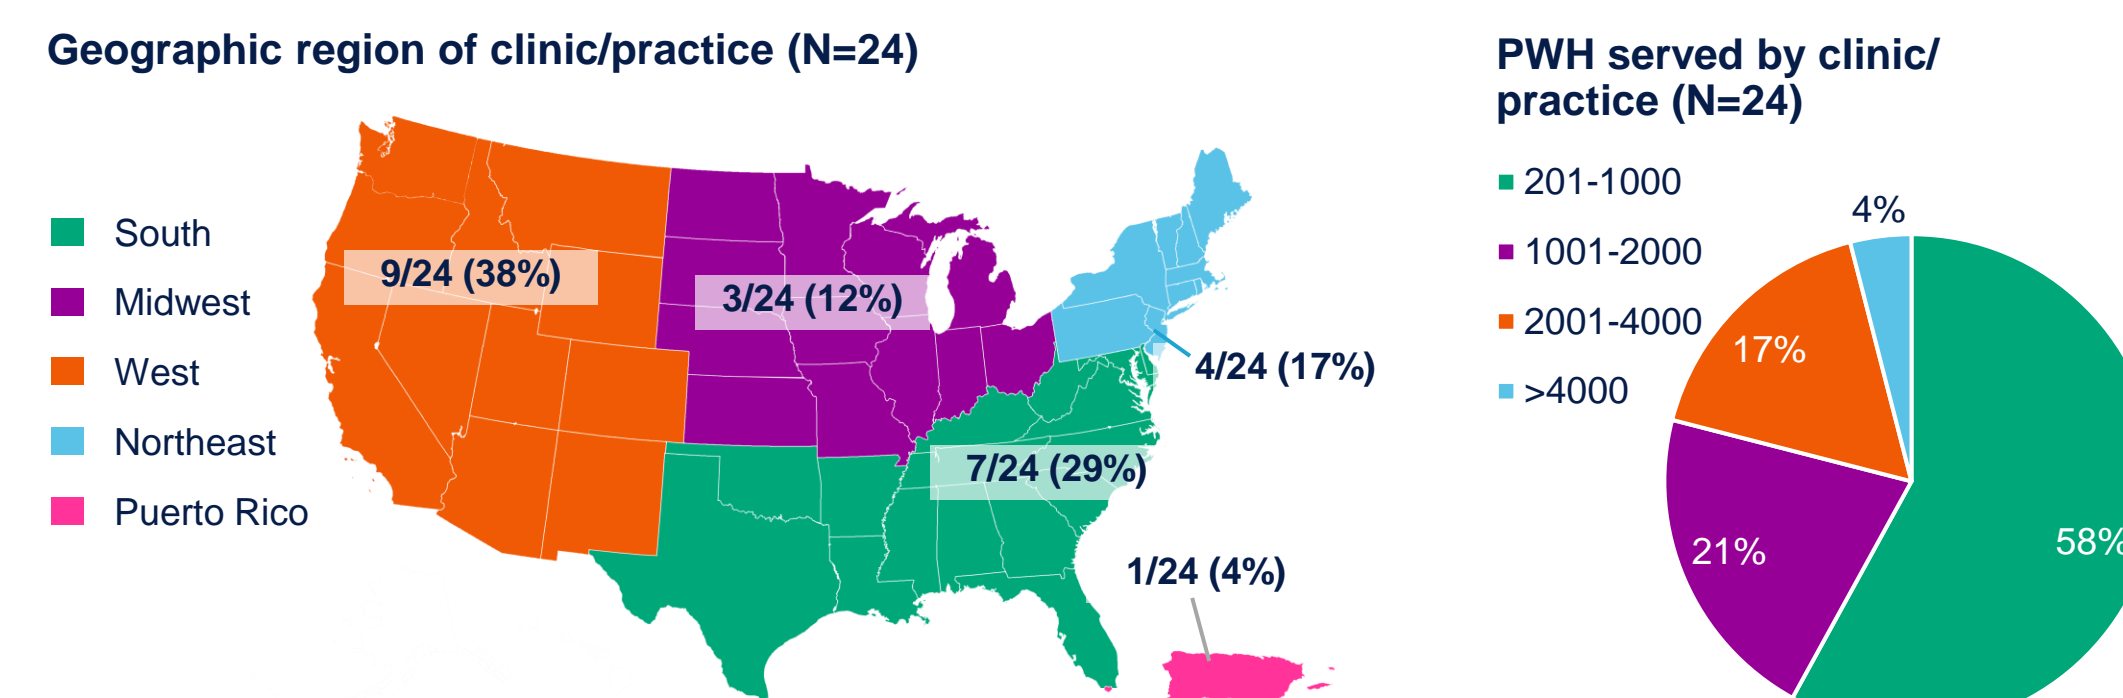 Geographic region of clinic/practice (N=24)
South
Midwest
West
Northeast
Puerto Rico
9/24 (38%)
3/24 (12%)
4/24 (17%)
7/24 (29%)
1/24 (4%)
PWH served by clinic/
practice (N=24)
201-1000
1001-2000
2001-4000
>4000
4%
17%
21%
58%